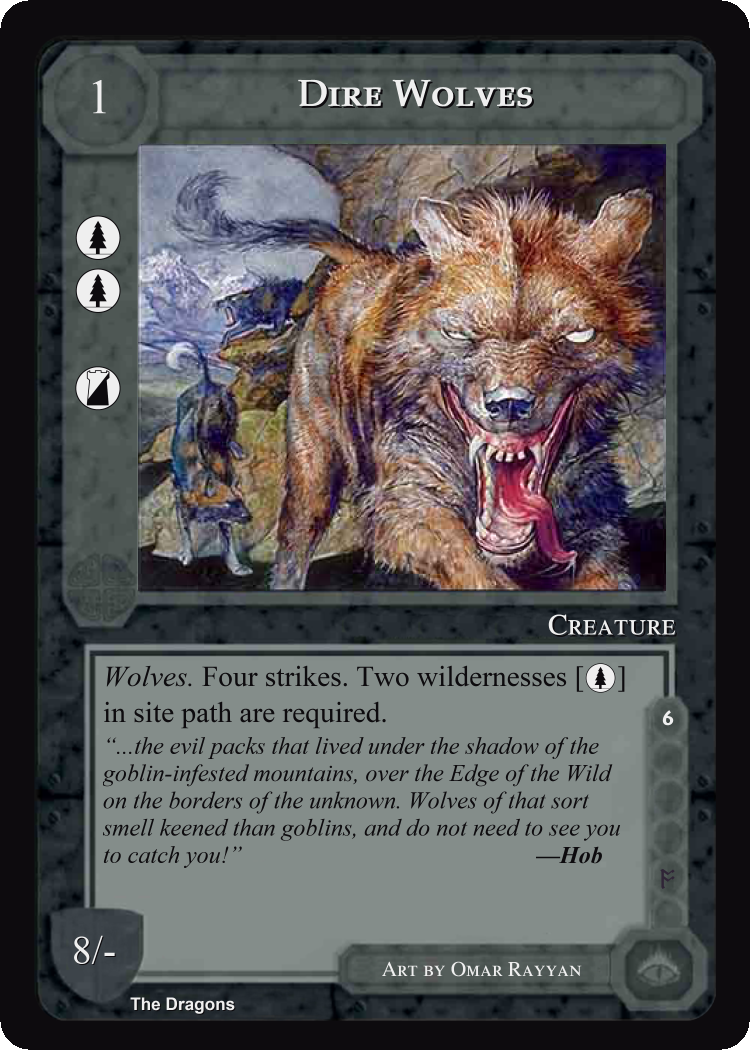 1
Dire Wolves
Creature
Wolves. Four strikes. Two wildernesses [ ]
in site path are required.
6
“...the evil packs that lived under the shadow of the
goblin-infested mountains, over the Edge of the Wild
on the borders of the unknown. Wolves of that sort
smell keened than goblins, and do not need to see you
to catch you!” —Hob
8/-
Art by Omar Rayyan
The Dragons